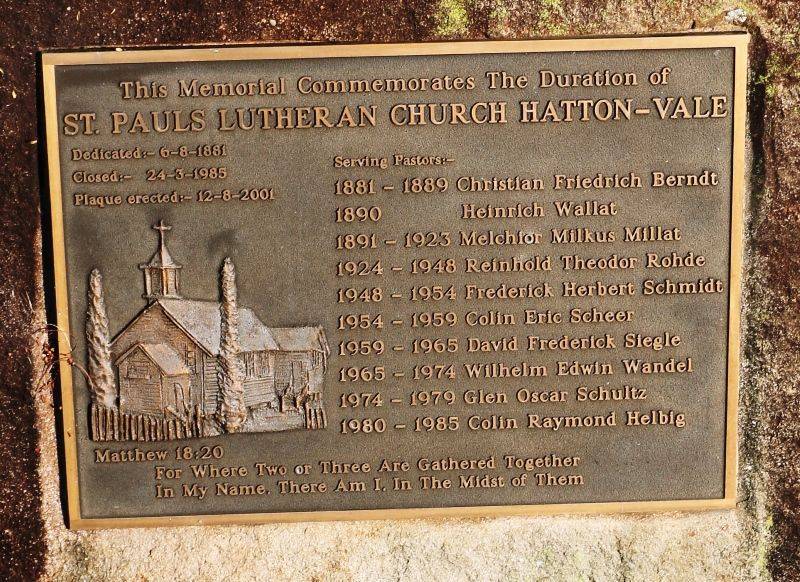 This Memorial Commemorates The Duration of
ST. PAULS LUTHERAN CHURCH HATTON-VALE
Dedicated:- 6-8-1881
Closed:- 24-3-1985
Plaque erected:- 12-8-2001
Serving Pastors:-
1881 - 1889 Christian Friedrich Berndt
1890 Heinrich Wallat
1891 - 1923 Melchior Milkus Millat
1924 - 1948 Reinhold Theodor Rohde
1948 - 1954 Frederick Herbert Schmidt
1954 - 1959 Colin Eric Scheer
1959 - 1965 David Frederick Siegle
1965 - 1974 Wilhelm Edwin Wandel
1974 - 1979 Glen Oscar Schultz
1980 - 1985 Colin Raymond Helbig
Matthew 18:20
For Where Two or Three Are Gathered Together
In My Name, There Am I, In The Midst of Them